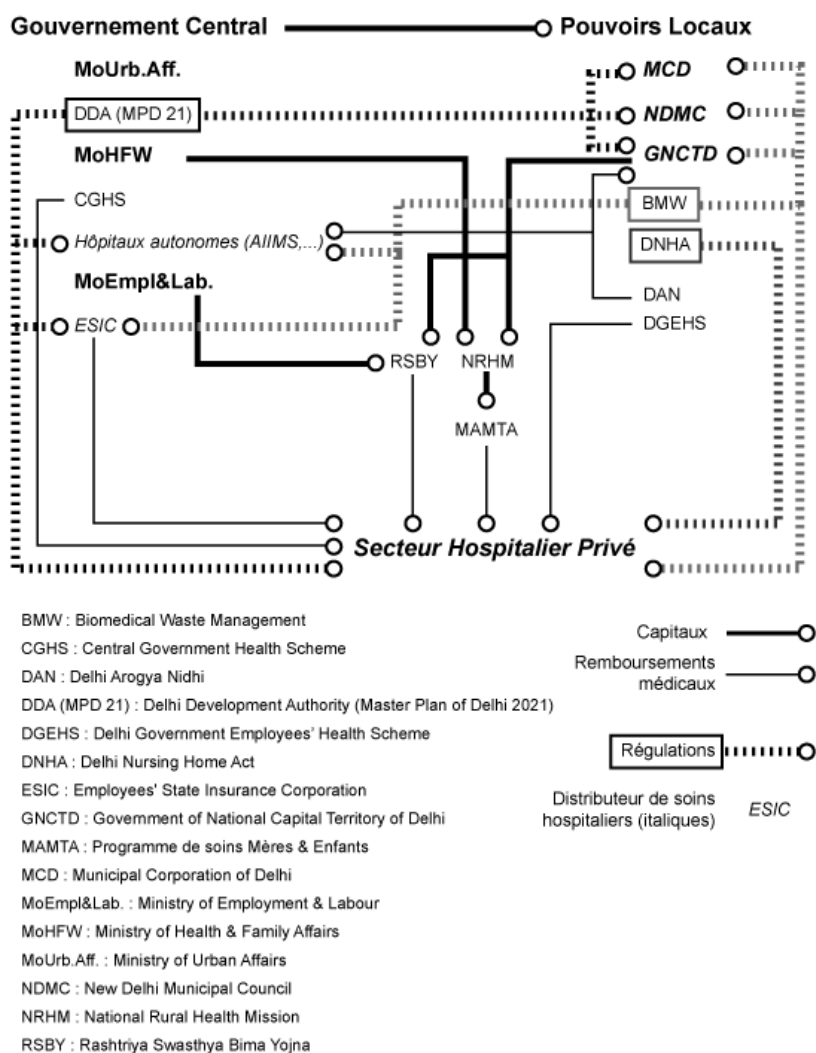 Gouvernement Central Pouvoirs Locaux
MoUrb.Aff. MCD
DDA (MPD 21) NDMC
MoHFW GNCTD
CGHS BMW
Hôpitaux autonomes (AIIMS,...) DNHA
MoEmpl&Lab. DAN
ESIC DGEHS
RSBY NRHM
MAMTA
Secteur Hospitalier Privé
BMW : Biomedical Waste Management
CGHS : Central Government Health Scheme
DAN : Delhi Arogya Nidhi
DDA (MPD 21) : Delhi Development Authority (Master Plan of Delhi 2021)
DGEHS : Delhi Government Employees' Health Scheme
DNHA : Delhi Nursing Home Act
ESIC : Employees' State Insurance Corporation
GNCTD : Government of National Capital Territory of Delhi
MAMTA : Programme de soins Mères & Enfants
MCD : Municipal Corporation of Delhi
MoEmpl&Lab. : Ministry of Employment & Labour
MoHFW : Ministry of Health & Family Affairs
MoUrb.Aff. : Ministry of Urban Affairs
NDMC : New Delhi Municipal Council
NRHM : National Rural Health Mission
RSBY : Rashtriya Swasthya Bima Yojna
Capitaux
Remboursements
médicaux
Régulations
Distributeur de soins
hospitaliers (italiques) ESIC